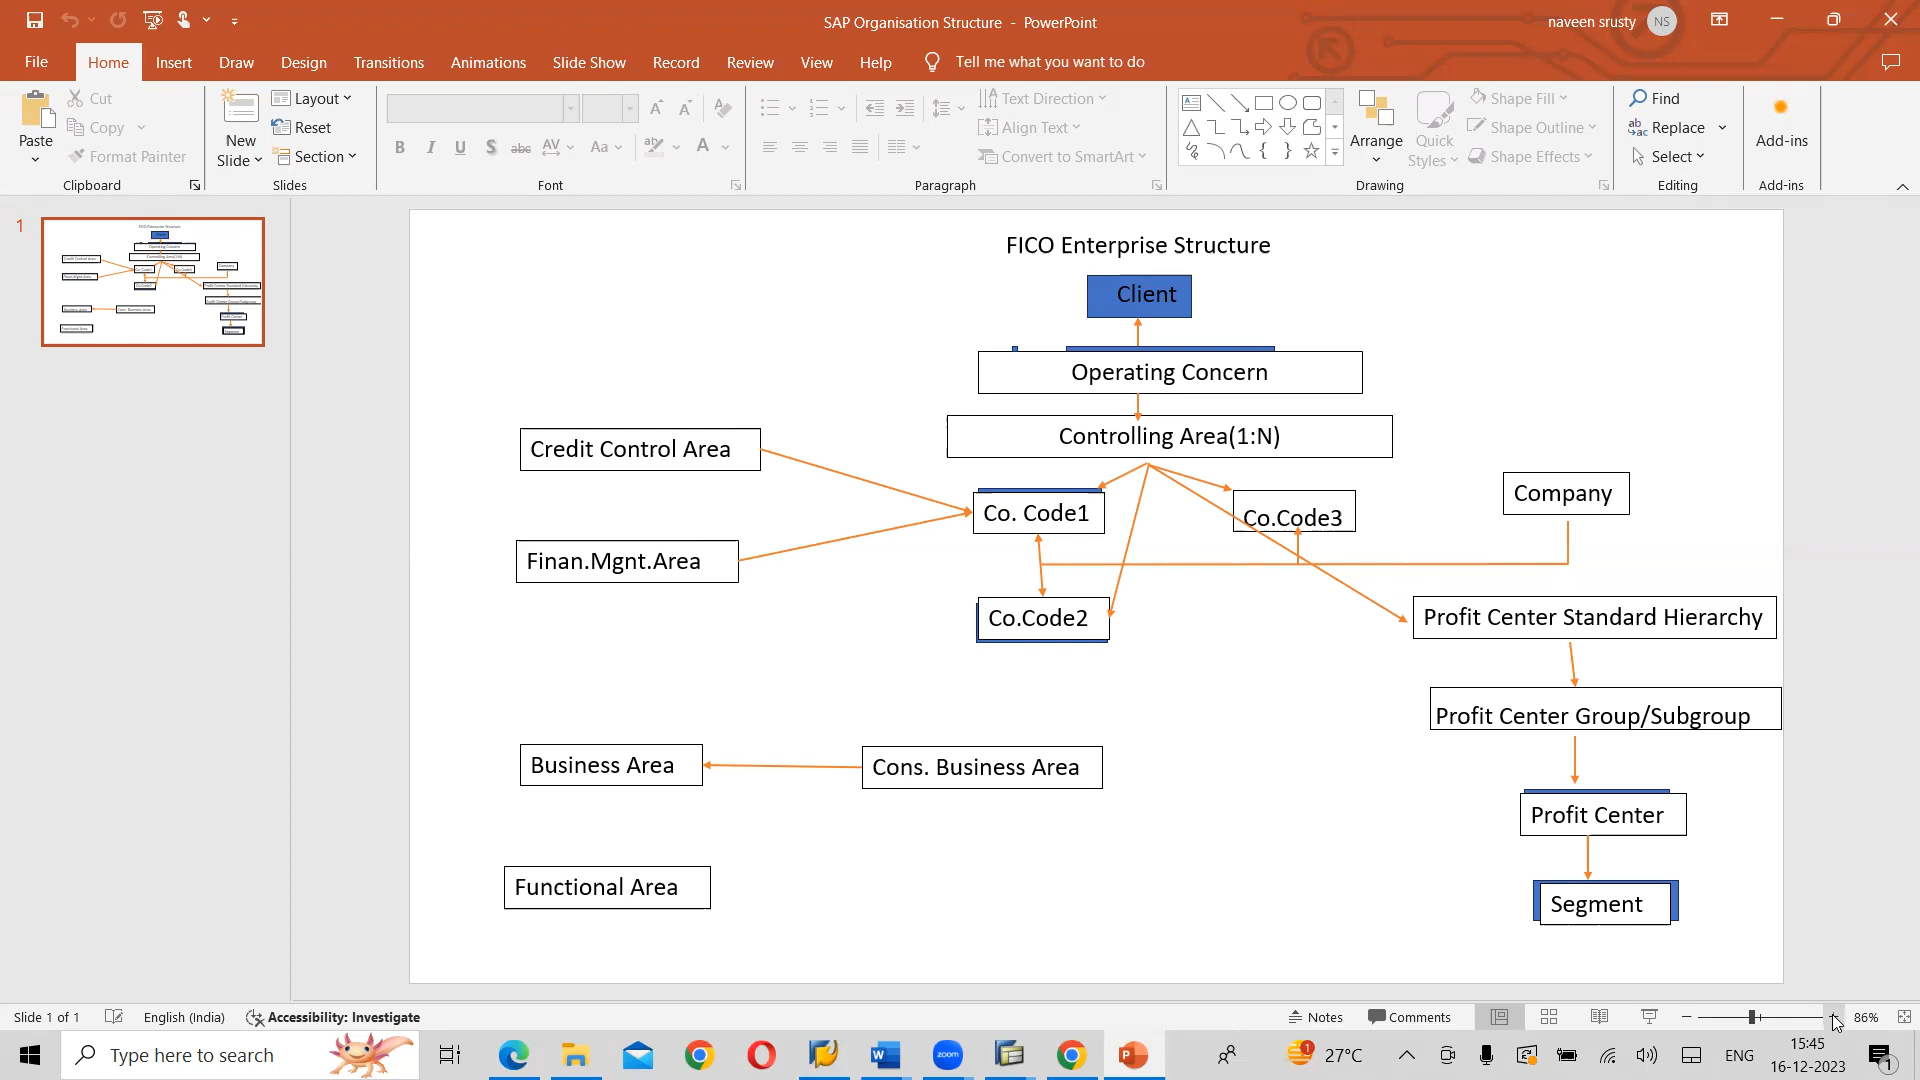 SAP Organisation Structure - PowerPoint
naveen srusty
NS
File
Home
Insert
Draw
Design
Transitions
Animations
Slide Show
Record
Review
View
Help
Tell me what you want to do
Paste
Cut
Copy
Format Painter
Clipboard
New
Slide
Layout
Reset
Section
Slides
Font
Text Direction
Align Text
Convert to SmartArt
Paragraph
Arrange
Quick
Styles
Shape Fill
Shape Outline
Shape Effects
Drawing
Find
Replace
Select
Editing
Add-ins
Add-ins
1
FICO Enterprise Structure
Client
Operating Concern
Controlling Area(1:N)
Credit Control Area
Company
Co. Code1
Co.Code3
Finan.Mgnt.Area
Co.Code2
Profit Center Standard Hierarchy
Profit Center Group/Subgroup
Business Area
Cons. Business Area
Profit Center
Functional Area
Segment
Slide 1 of 1
English (India)
Accessibility: Investigate
Notes
Comments
86%
Type here to search
zoom
1
27°C
ENG
15:45
16-12-2023
1